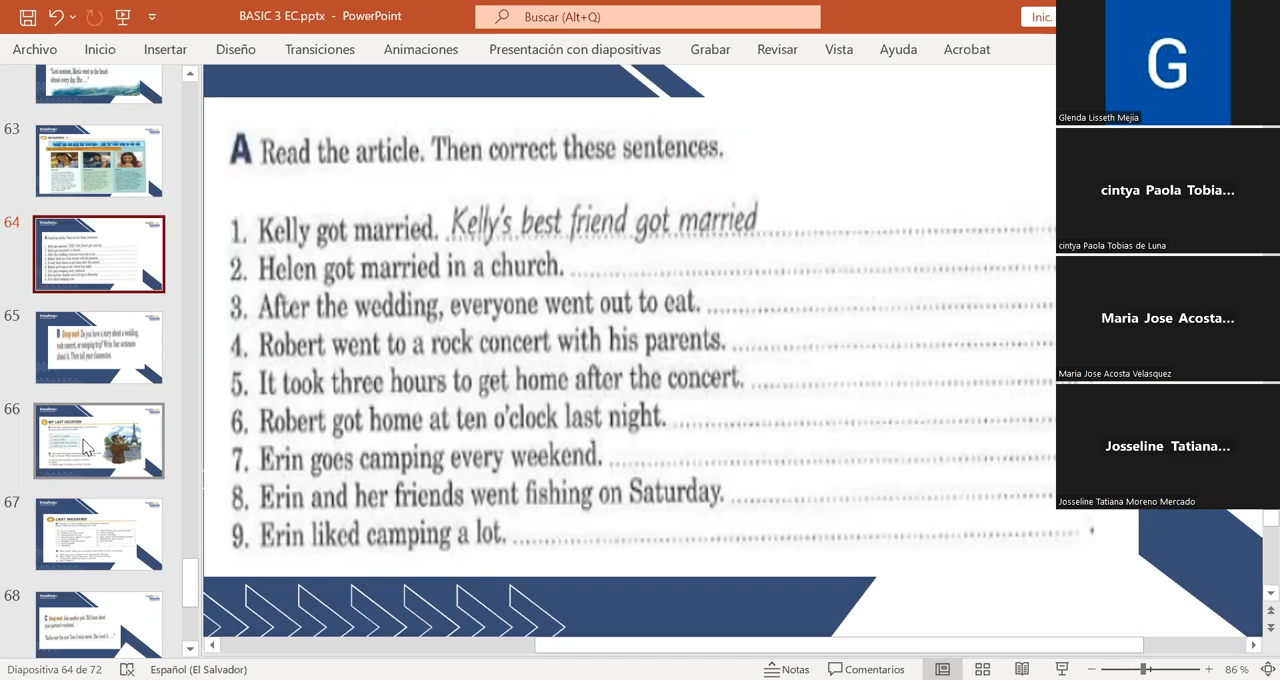 BASIC 3 EC.pptx - PowerPoint
Buscar (Alt+Q)
Inic.
Archivo Inicio Insertar Diseño Transiciones Animaciones Presentación con diapositivas Grabar Revisar Vista Ayuda Acrobat
63
64
65
66
67
68
MY LAST VACATION
LAST WEEKEND
A Read the article. Then correct these sentences.
1. Kelly got married. Kelly's best friend got married
2. Helen got married in a church.
3. After the wedding, everyone went out to eat.
4. Robert went to a rock concert with his parents.
5. It took three hours to get home after the concert.
6. Robert got home at ten o'clock last night.
7. Erin goes camping every weekend.
8. Erin and her friends went fishing on Saturday.
9. Erin liked camping a lot.
G
Glenda Lisseth Mejia
cintya Paola Tobia...
cintya Paola Tobias de Luna
Maria Jose Acosta...
Maria Jose Acosta Velasquez
Josseline Tatiana...
Josseline Tatiana Moreno Mercado
Diapositiva 64 de 72 Español (El Salvador) Notas Comentarios 86 %